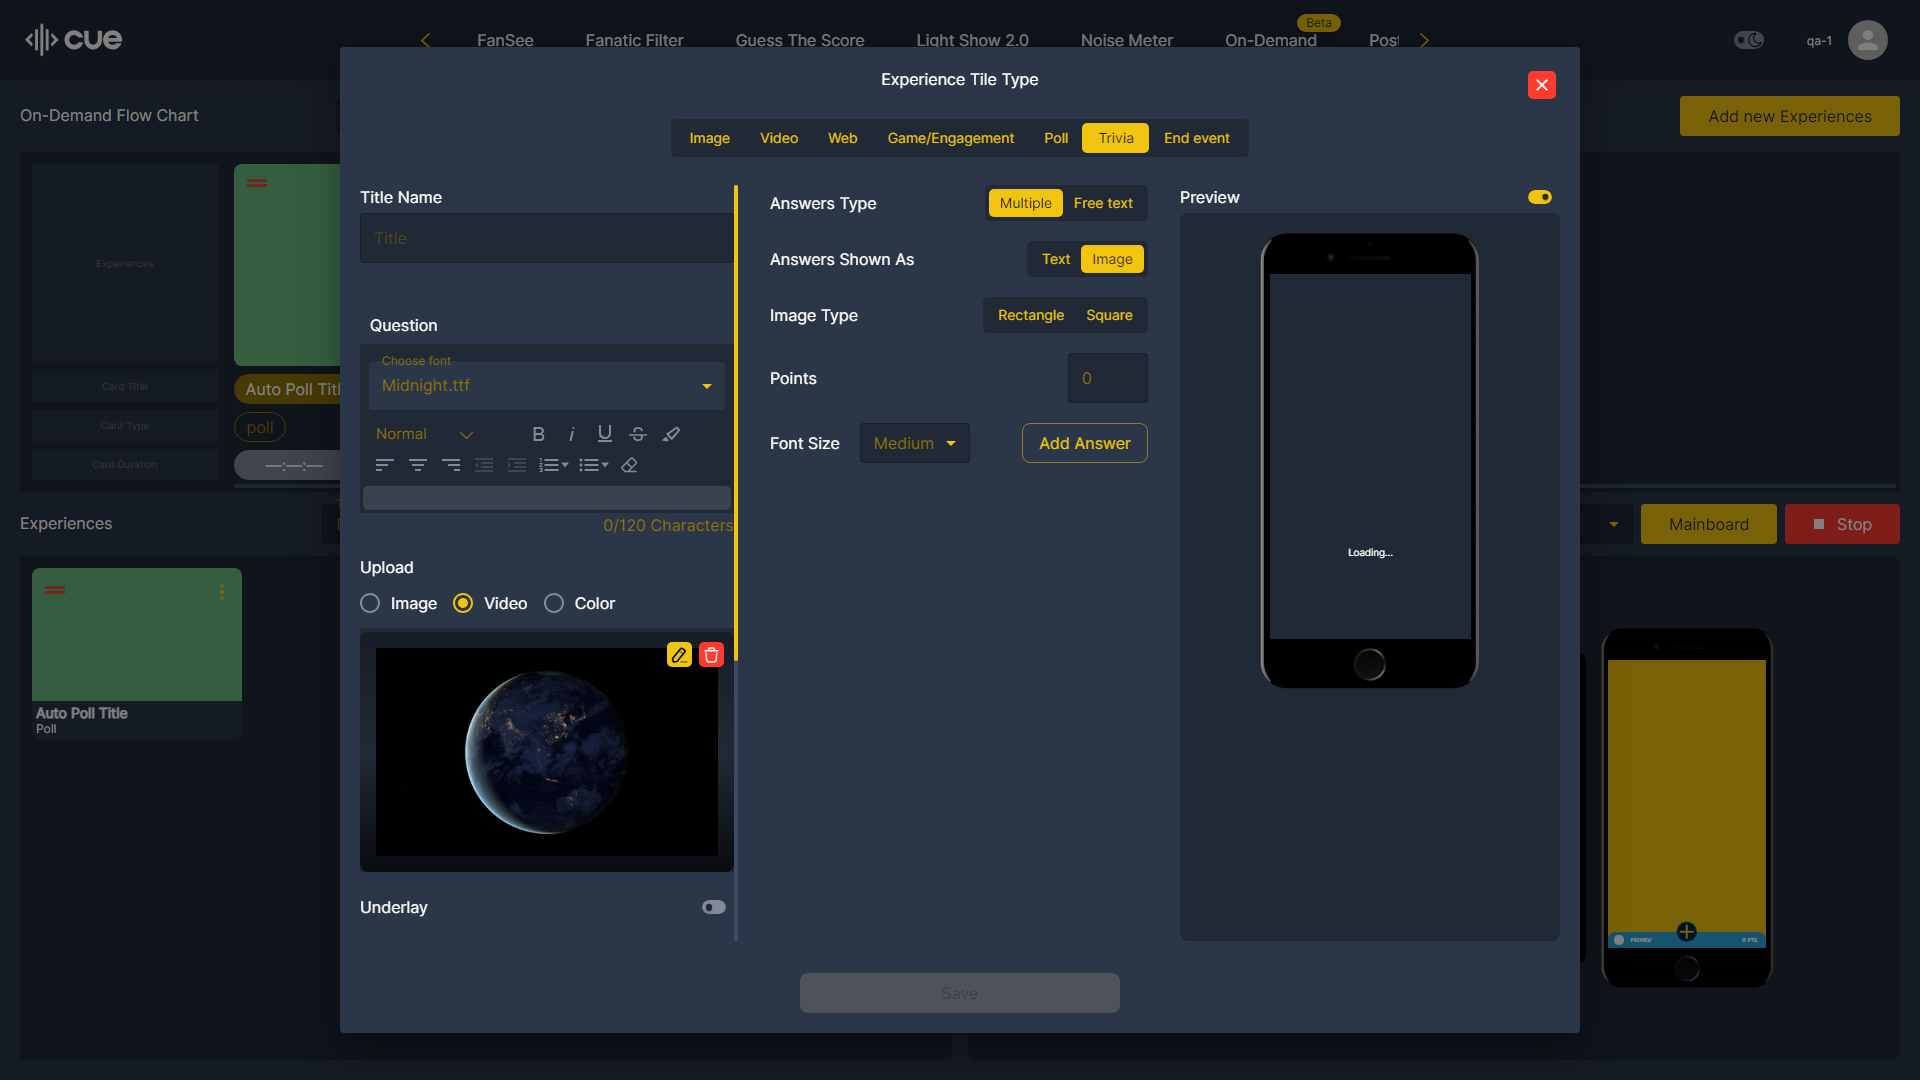 cue
FanSee
Fanatic Filter
Guess The Score
Light Show 2.0
Noise Meter
Beta
On-Demand
Post
qa-1
Experience Tile Type
On-Demand Flow Chart
Add new Experiences
Image
Video
Web
Game/Engagement
Poll
Trivia
End event
Experiences
Card Title
Card Type
Card Duration
Auto Poll Titl
poll
—:—:—
Title Name
Title
Question
Choose font
Midnight.ttf
Normal
0/120 Characters
Upload
Image
Video
Color
Underlay
Answers Type
Multiple
Free text
Answers Shown As
Text
Image
Image Type
Rectangle
Square
Points
0
Font Size
Medium
Add Answer
Preview
Loading...
Save
Experiences
Mainboard
Stop
Auto Poll Title
Poll
PREVIEW
0 PTS.